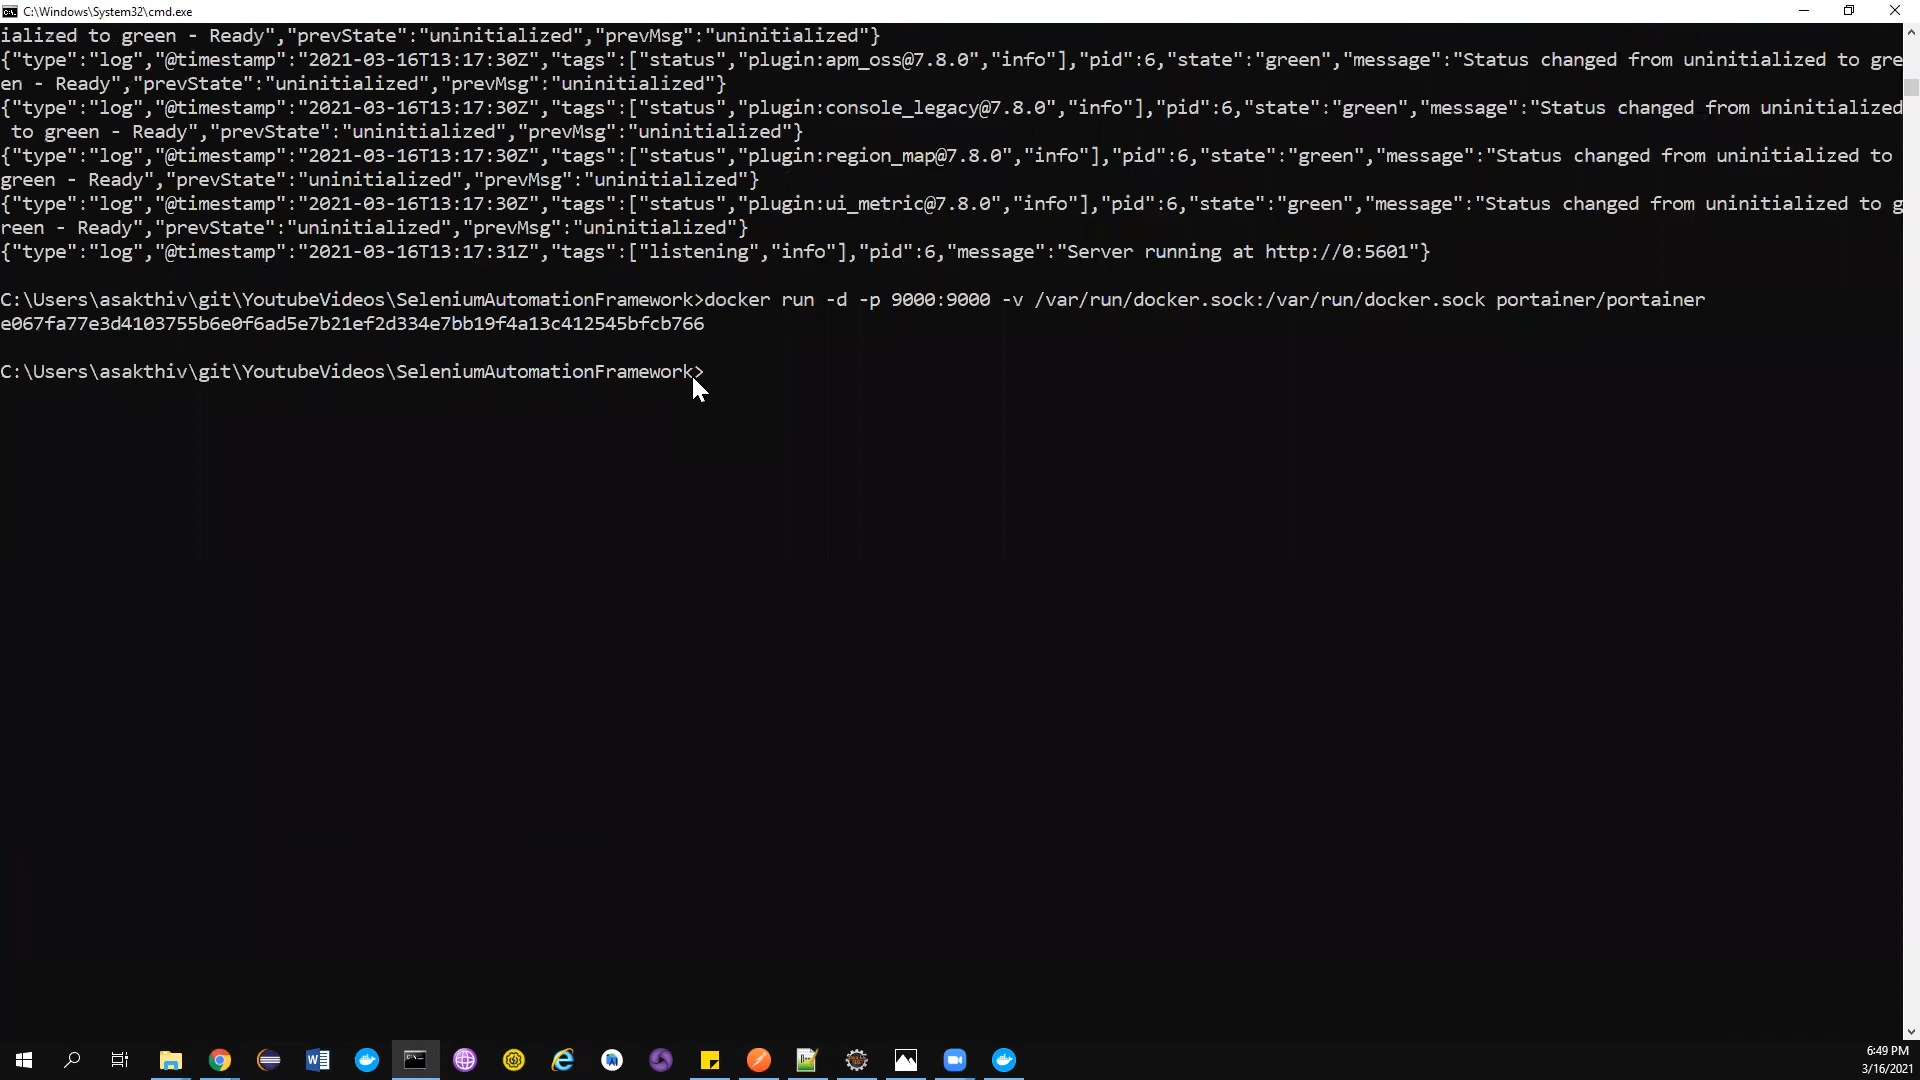 C:\Windows\System32\cmd.exe
ialized to green - Ready","prevState":"uninitialized","prevMsg":"uninitialized"}
{"type":"log","@timestamp":"2021-03-16T13:17:30Z","tags":["status","plugin:apm_oss@7.8.0","info"],"pid":6,"state":"green","message":"Status changed from uninitialized to gre
en - Ready","prevState":"uninitialized","prevMsg":"uninitialized"}
{"type":"log","@timestamp":"2021-03-16T13:17:30Z","tags":["status","plugin:console_legacy@7.8.0","info"],"pid":6,"state":"green","message":"Status changed from uninitialized
 to green - Ready","prevState":"uninitialized","prevMsg":"uninitialized"}
{"type":"log","@timestamp":"2021-03-16T13:17:30Z","tags":["status","plugin:region_map@7.8.0","info"],"pid":6,"state":"green","message":"Status changed from uninitialized to
green - Ready","prevState":"uninitialized","prevMsg":"uninitialized"}
{"type":"log","@timestamp":"2021-03-16T13:17:30Z","tags":["status","plugin:ui_metric@7.8.0","info"],"pid":6,"state":"green","message":"Status changed from uninitialized to g
reen - Ready","prevState":"uninitialized","prevMsg":"uninitialized"}
{"type":"log","@timestamp":"2021-03-16T13:17:31Z","tags":["listening","info"],"pid":6,"message":"Server running at http://0:5601"}
C:\Users\asakthiv\git\YoutubeVideos\SeleniumAutomationFramework>docker run -d -p 9000:9000 -v /var/run/docker.sock:/var/run/docker.sock portainer/portainer
e067fa77e3d4103755b6e0f6ad5e7b21ef2d334e7bb19f4a13c412545bfcb766
C:\Users\asakthiv\git\YoutubeVideos\SeleniumAutomationFramework>
6:49 PM
3/16/2021